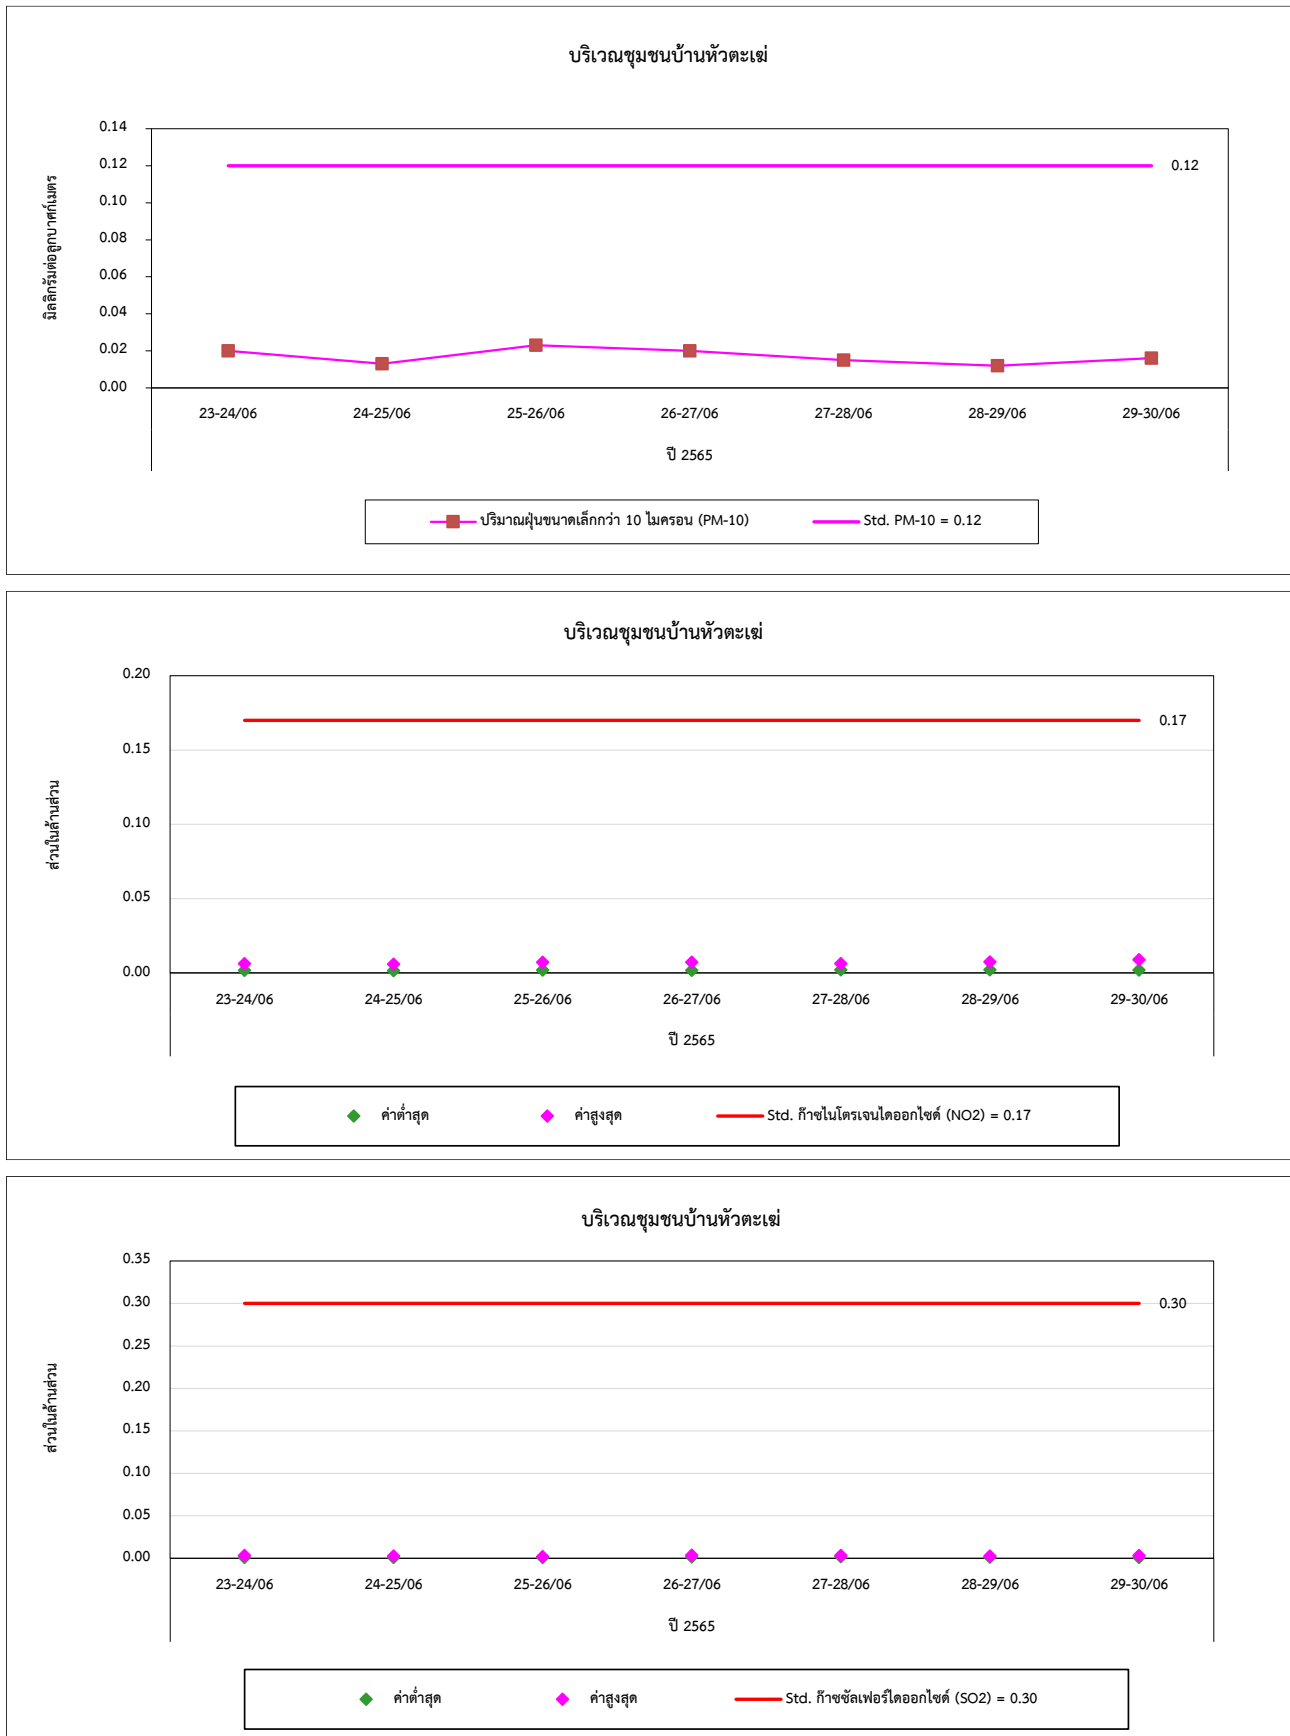 บริเวณชุมชนบ้านหัวตะเฆ่
มิลลิกรัมต่อลูกบาศก์เมตร
0.14
0.12
0.10
0.08
0.06
0.04
0.02
0.00
0.12
23-24/06 24-25/06 25-26/06 26-27/06 27-28/06 28-29/06 29-30/06
ปี 2565
ปริมาณฝุ่นขนาดเล็กกว่า 10 ไมครอน (PM-10) Std. PM-10 = 0.12
บริเวณชุมชนบ้านหัวตะเฆ่
ส่วนในล้านส่วน
0.20
0.15
0.10
0.05
0.00
0.17
23-24/06 24-25/06 25-26/06 26-27/06 27-28/06 28-29/06 29-30/06
ปี 2565
ค่าต่ำสุด ค่าสูงสุด Std. ก๊าซไนโตรเจนไดออกไซด์ (NO2) = 0.17
บริเวณชุมชนบ้านหัวตะเฆ่
ส่วนในล้านส่วน
0.35
0.30
0.25
0.20
0.15
0.10
0.05
0.00
0.30
23-24/06 24-25/06 25-26/06 26-27/06 27-28/06 28-29/06 29-30/06
ปี 2565
ค่าต่ำสุด ค่าสูงสุด Std. ก๊าซซัลเฟอร์ไดออกไซด์ (SO2) = 0.30